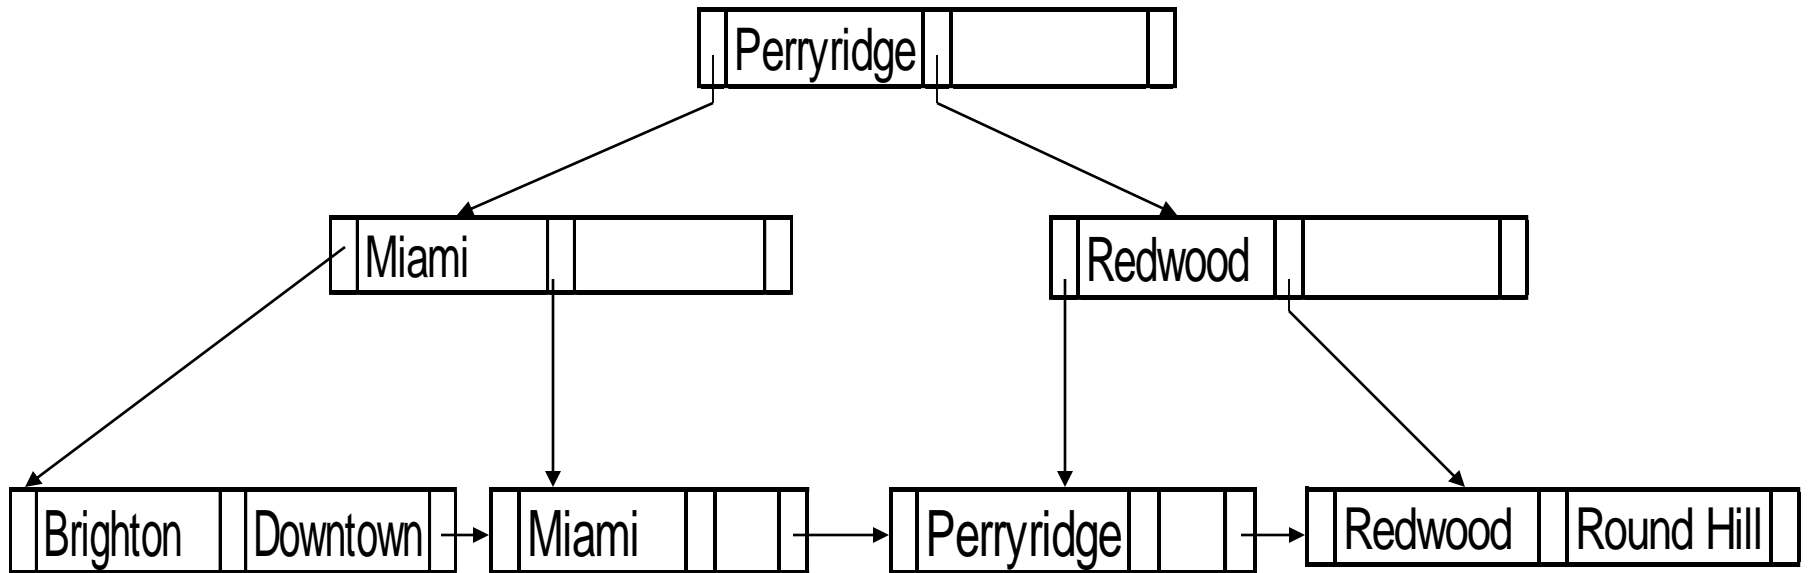 Perryridge
Miami
Redwood
Brighton
Downtown
Miami
Perryridge
Redwood
Round Hill